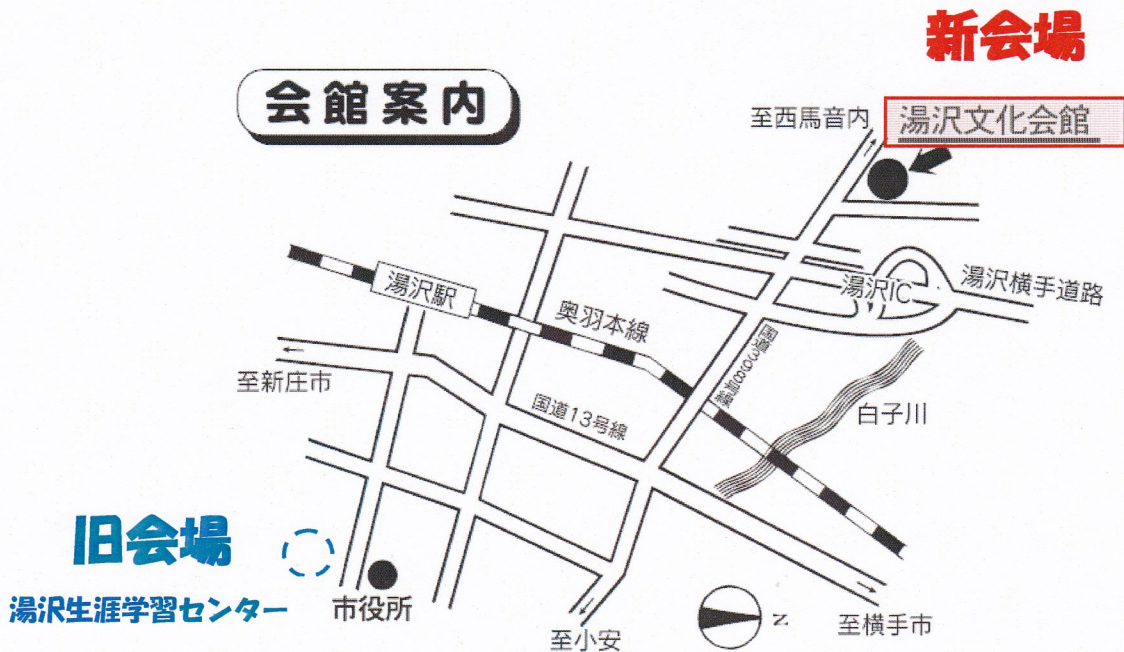 新会場
会館案内
至西馬音内
湯沢文化会館
湯沢駅
奥羽本線
湯沢IC
湯沢横手道路
国道398号線
至新庄市
国道13号線
白子川
旧会場
湯沢生涯学習センター
市役所
至小安
N
至横手市